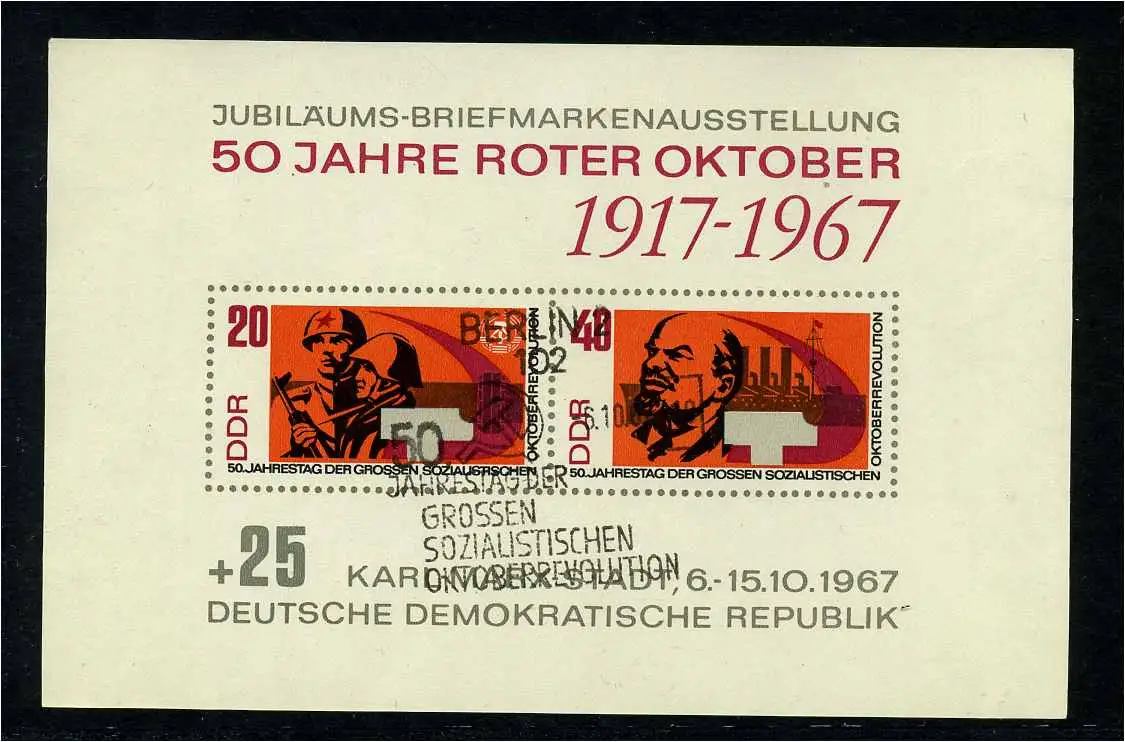 JUBILÄUMS-BRIEFMARKENAUSSTELLUNG
50 JAHRE ROTER OKTOBER
1917-1967
20
DDR
50. JAHRESTAG DER GROSSEN SOZIALISTISCHEN
OKTOBERREVOLUTION
40
DDR
50. JAHRESTAG DER GROSSEN SOZIALISTISCHEN
OKTOBERREVOLUTION
BERLIN 2
102
50
JAHRESTAG DER
GROSSEN
SOZIALISTISCHEN
OKTOBERREVOLUTION
+25
KARL-MARX-STADT, 6.-15.10.1967
DEUTSCHE DEMOKRATISCHE REPUBLIK